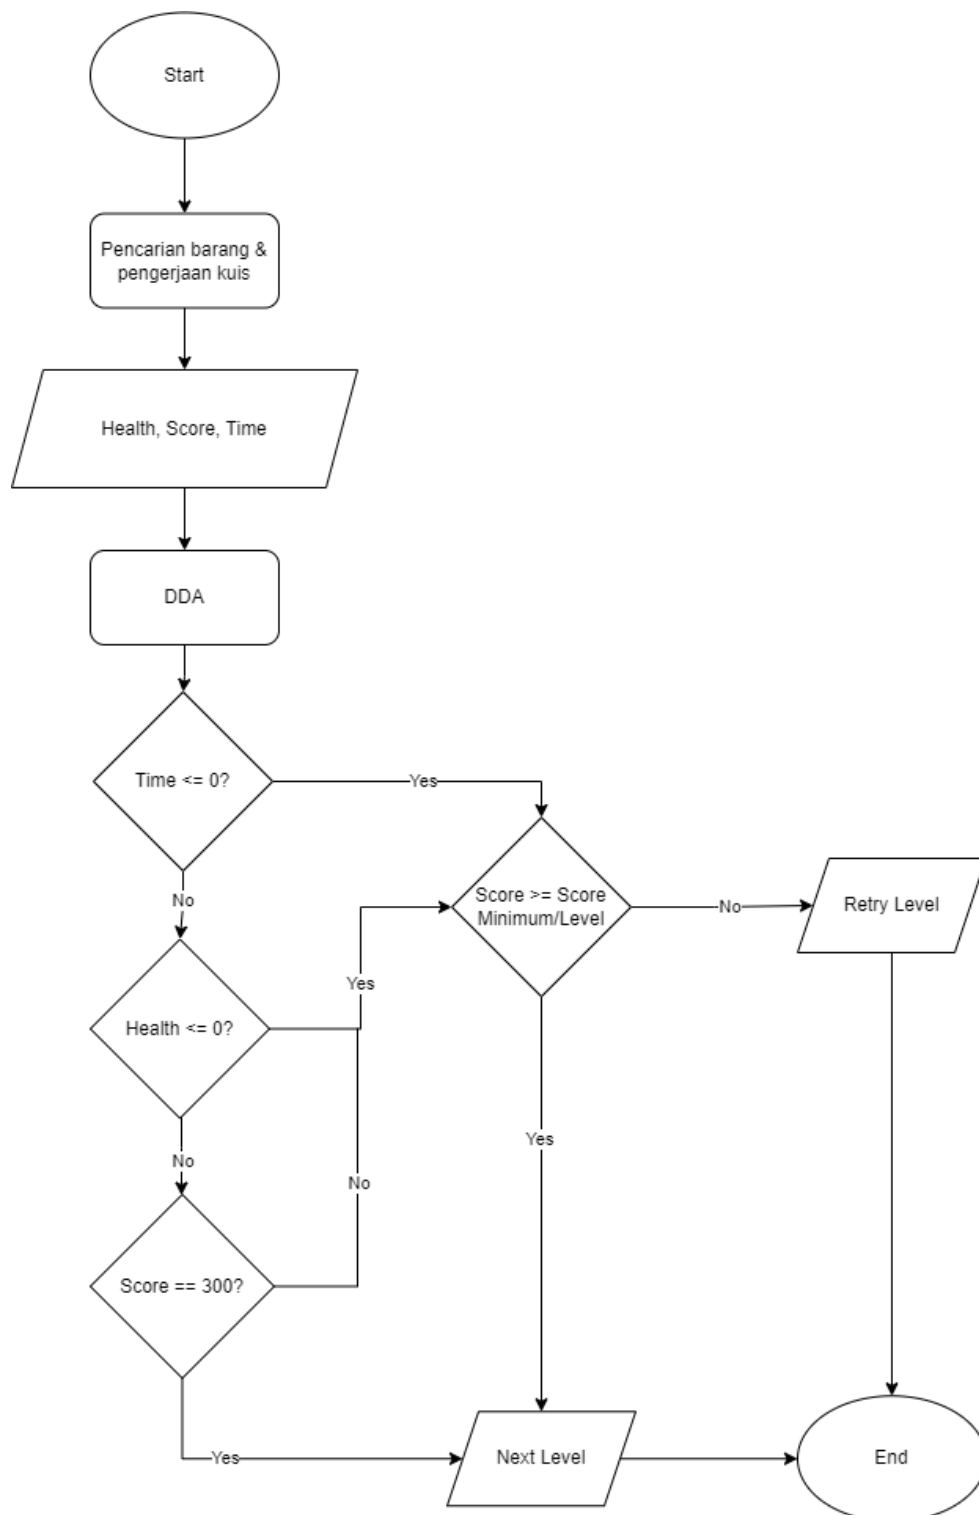 Start
Pencarian barang &
pengerjaan kuis
Health, Score, Time
DDA
Time <= 0?
Yes
No
Score >= Score
Minimum/Level
No
Retry Level
Yes
Health <= 0?
Yes
No
No
Score == 300?
Yes
Next Level
End